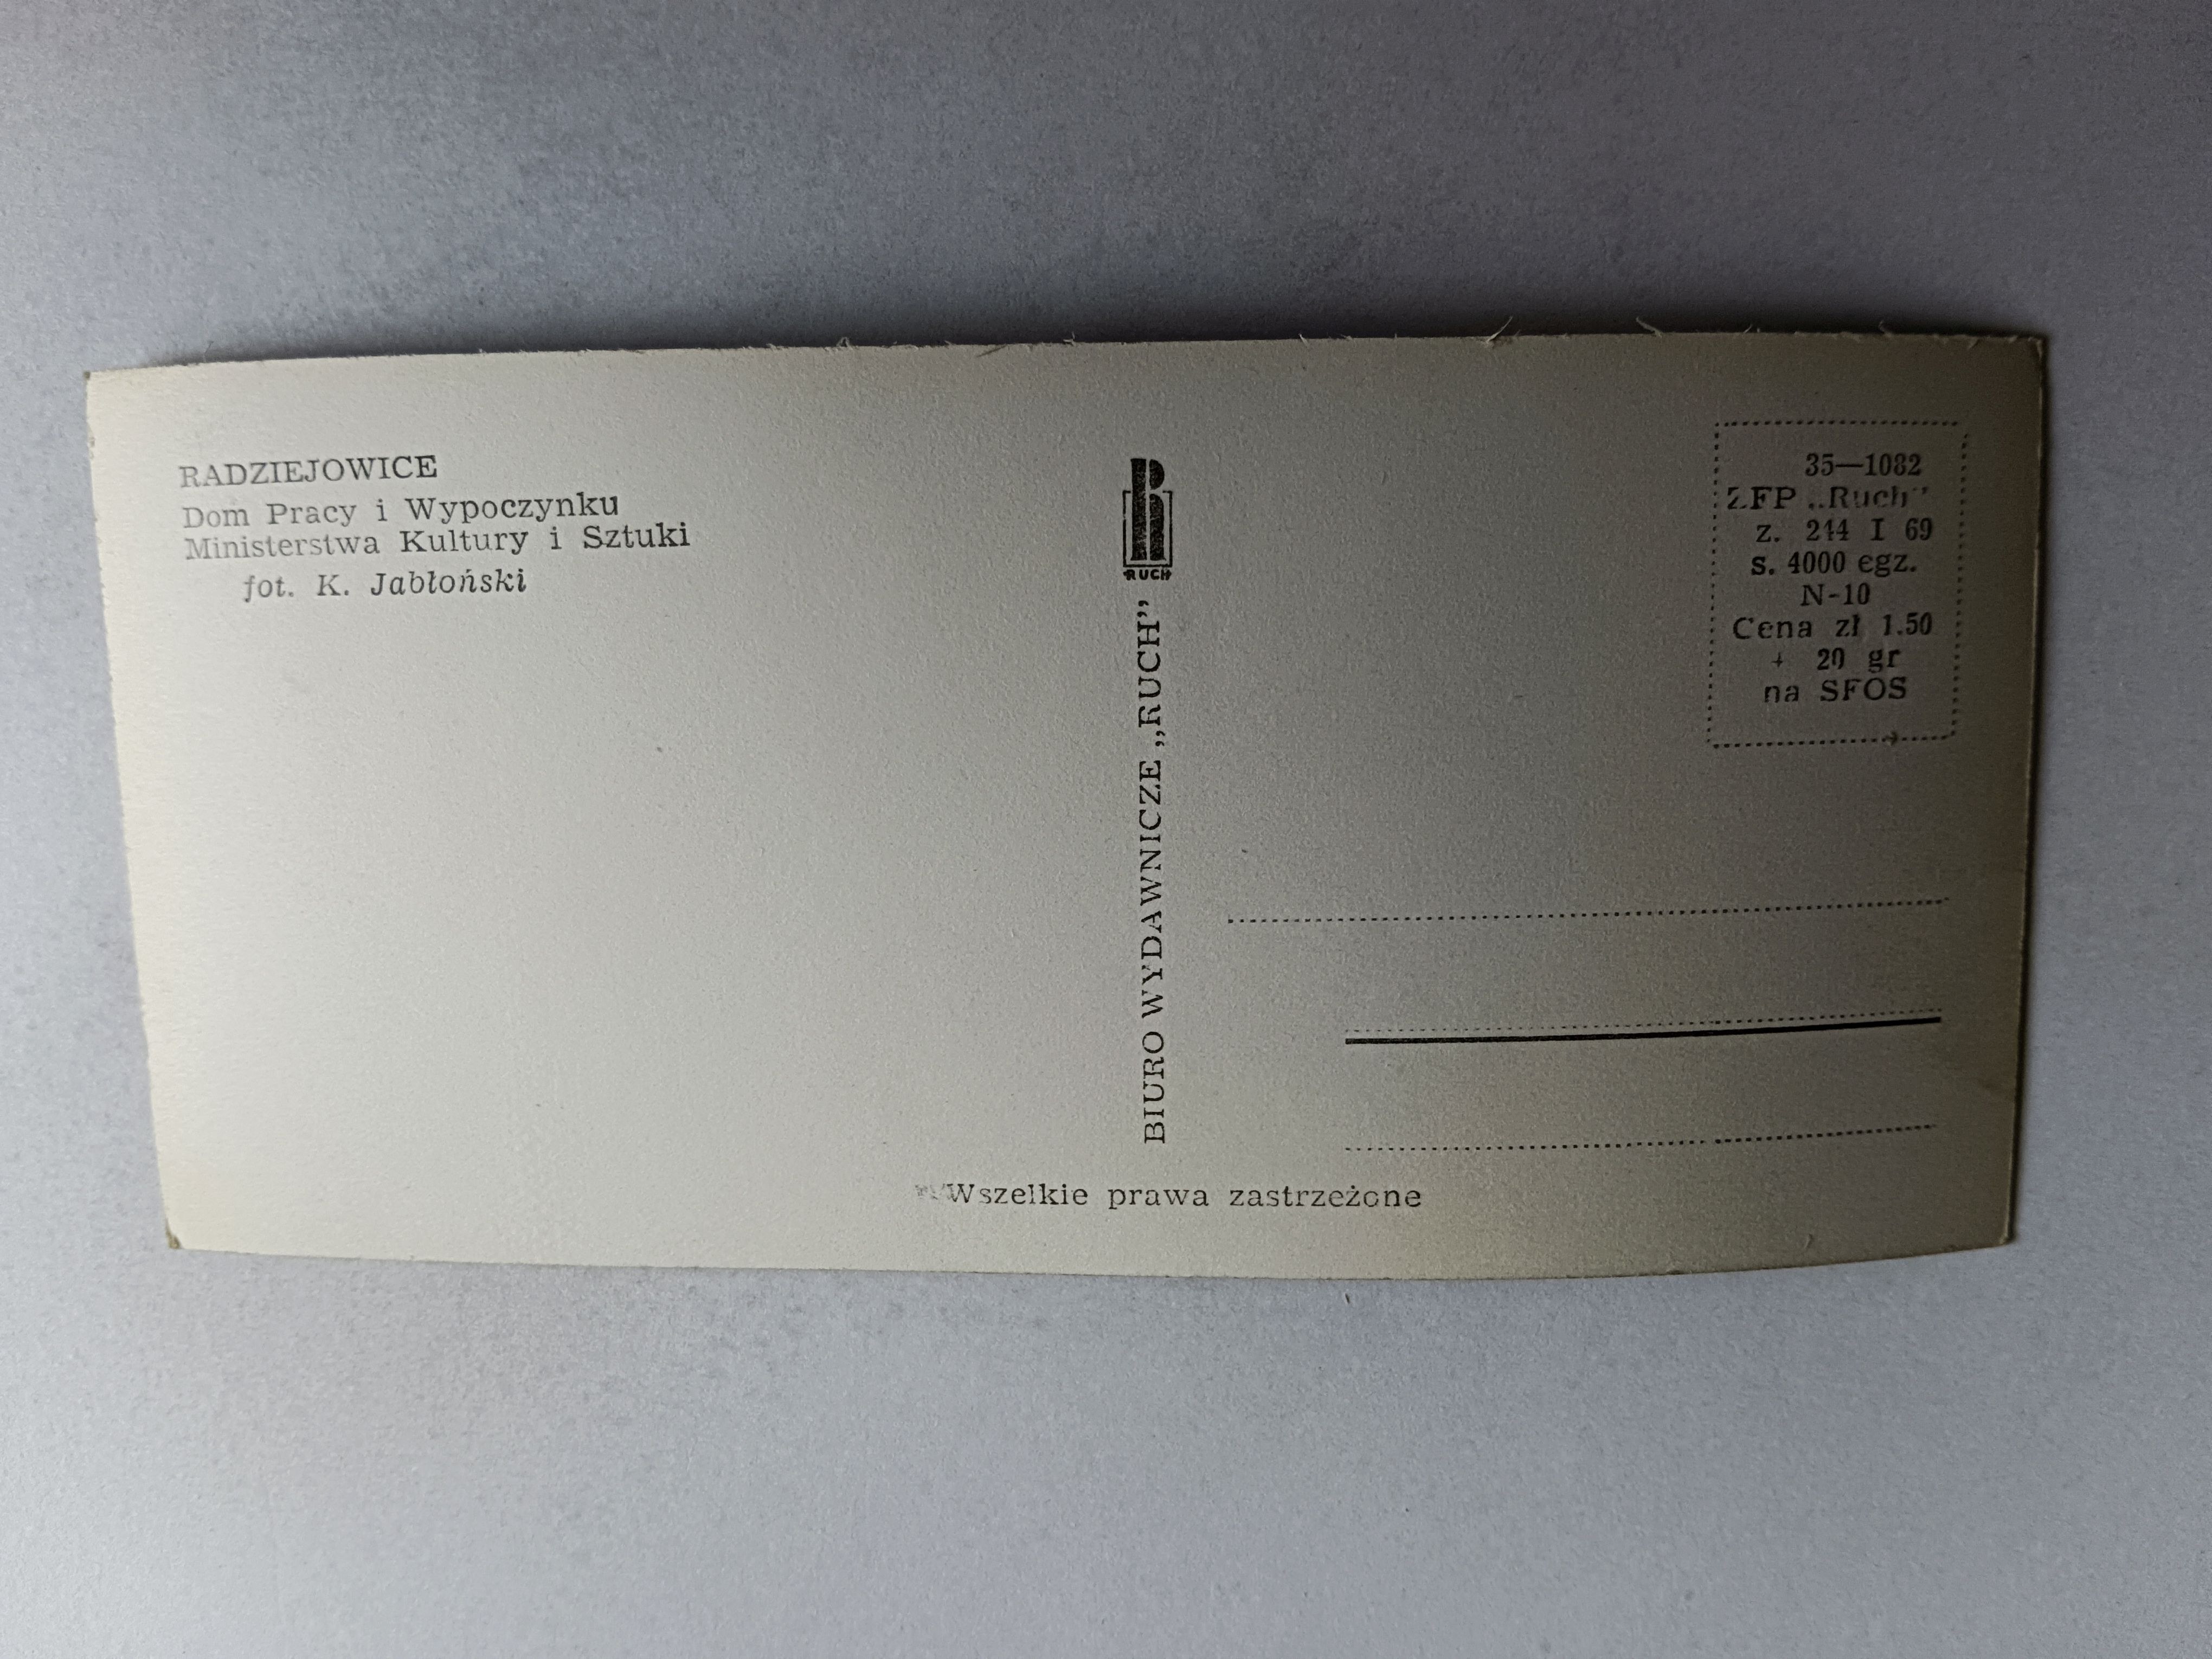 RADZIEJOWICE
Dom Pracy i Wypoczynku
Ministerstwa Kultury i Sztuki
fot. K. Jabłoński
RUCH
BIURO WYDAWNICZE „RUCH”
35—1082
ZFP „Ruch”
z. 244 I 69
s. 4000 egz.
N-10
Cena zł 1.50
+ 20 gr
na SFOS
Wszelkie prawa zastrzeżone